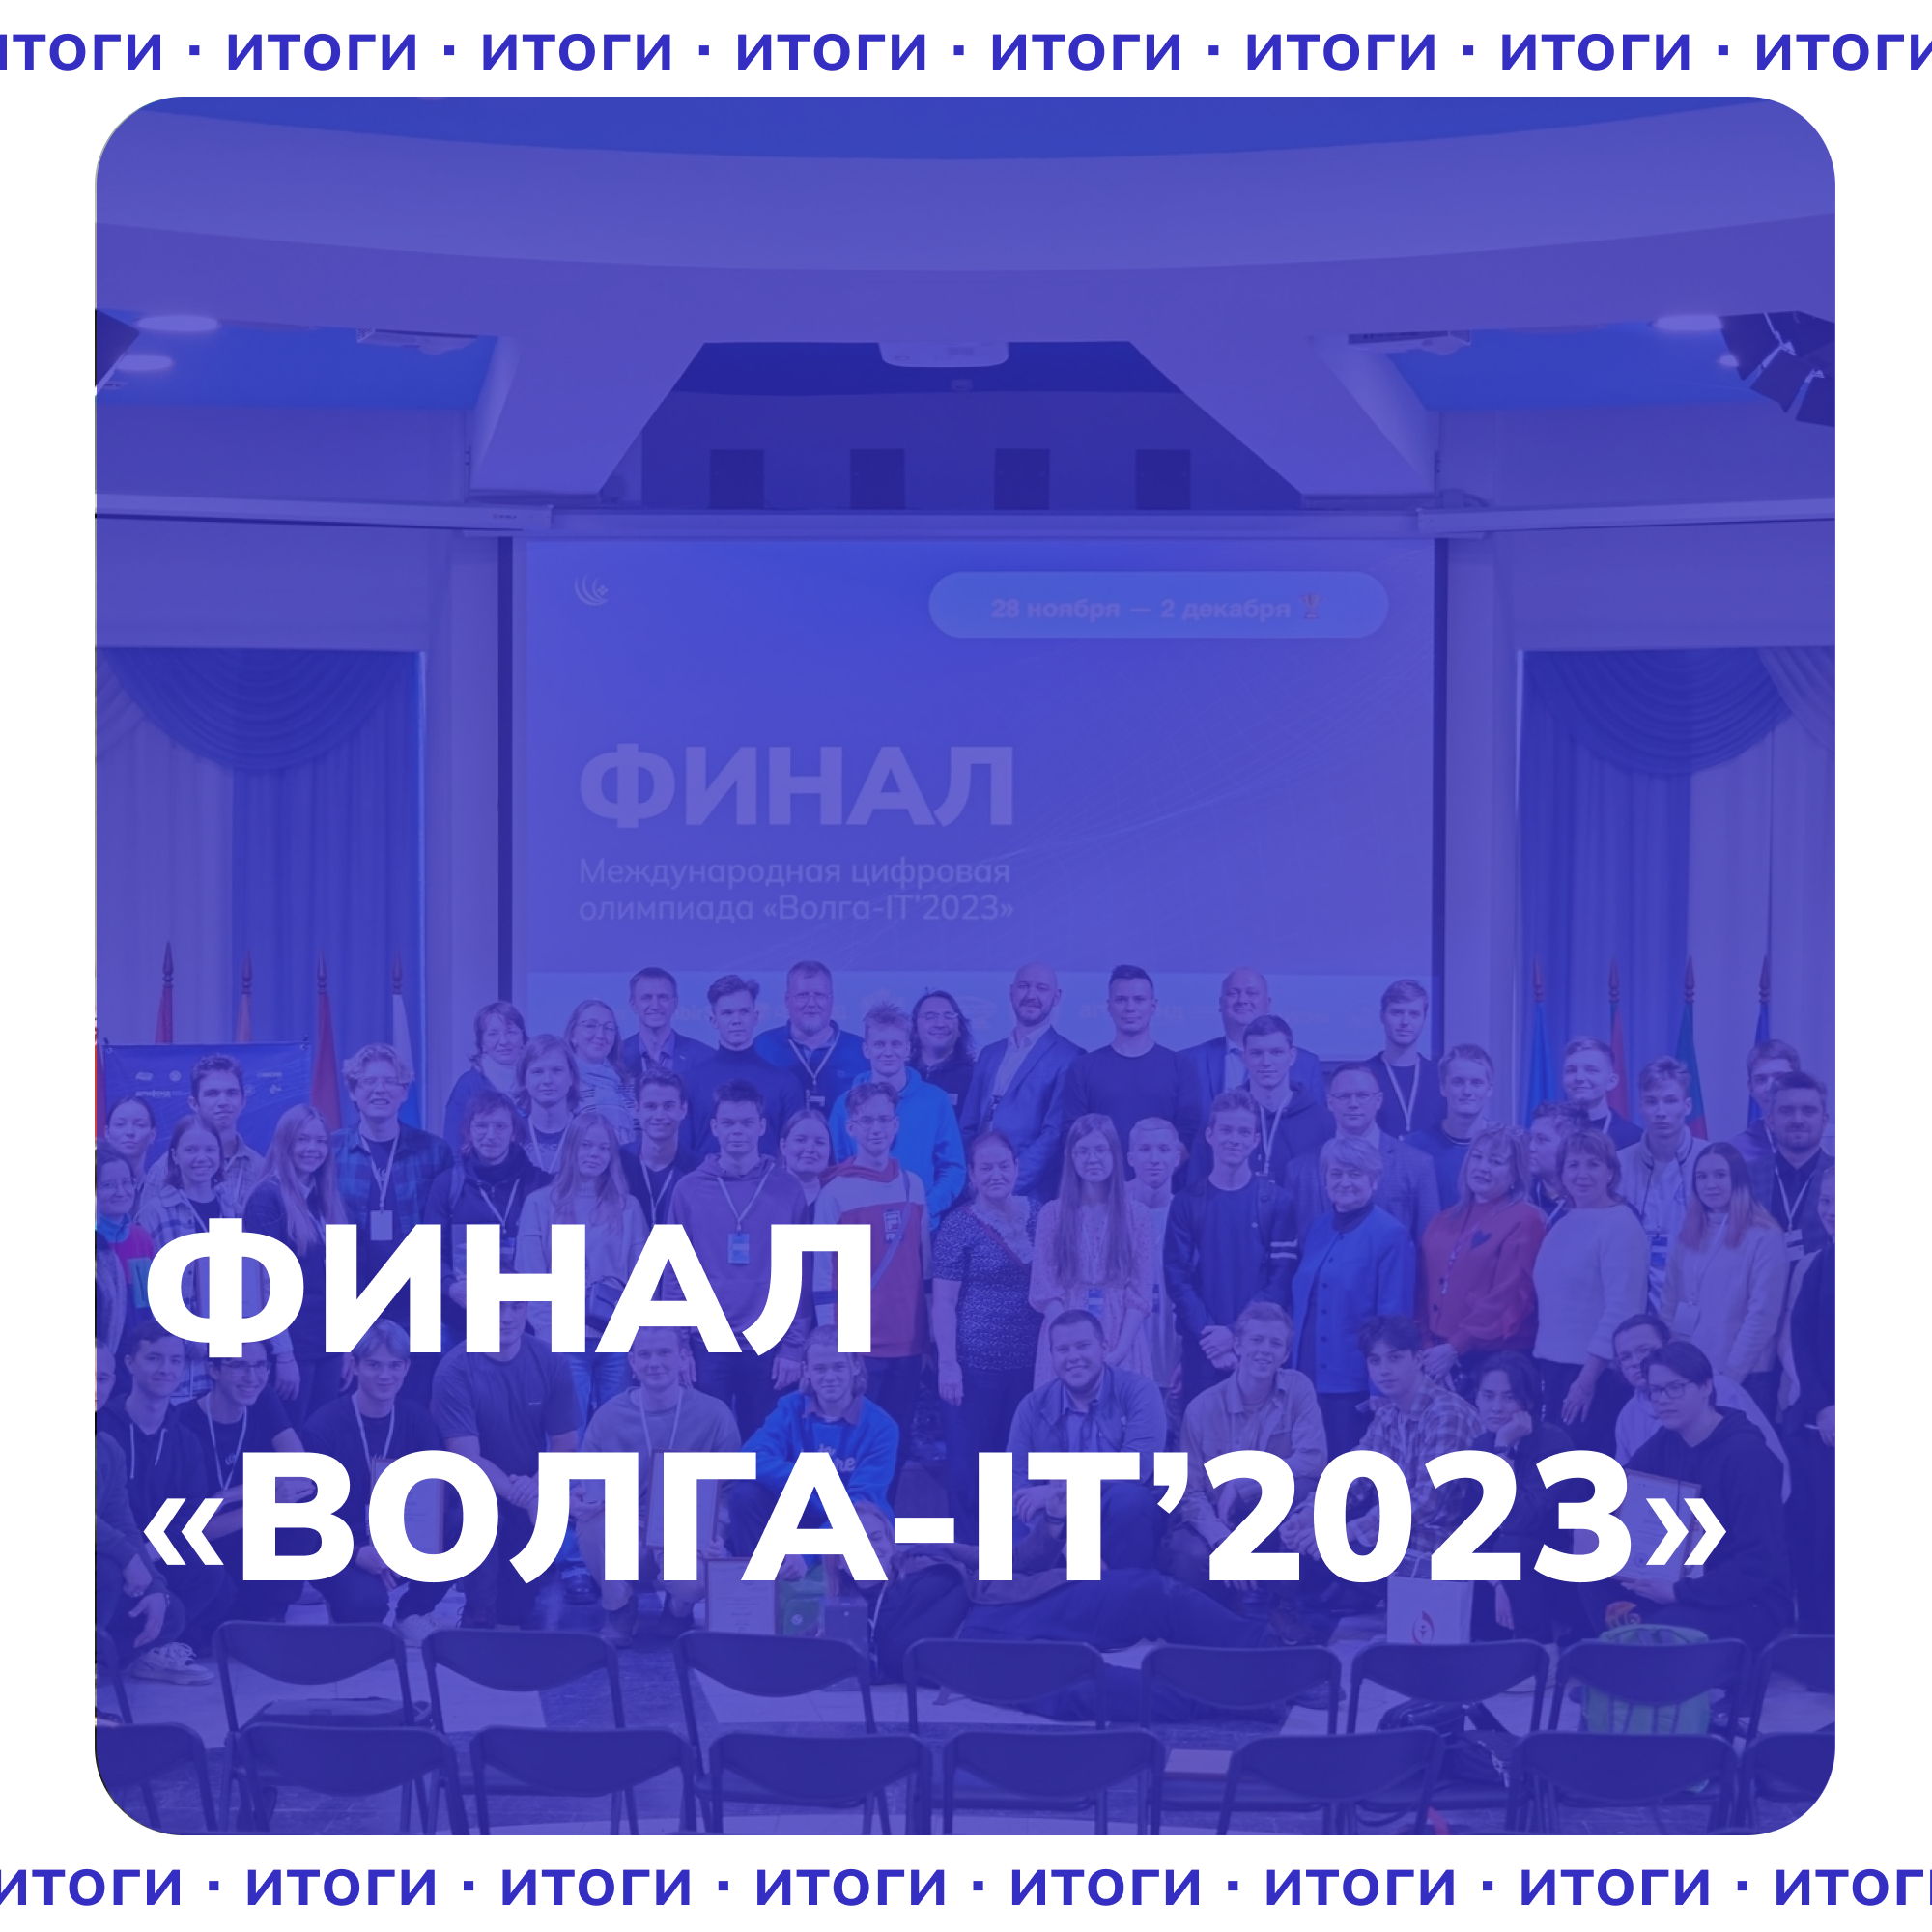 итоги · итоги · итоги · итоги · итоги · итоги · итоги · итоги
28 ноября — 2 декабря
ФИНАЛ
Международная цифровая
олимпиада «Волга-IT'2023»
ФИНАЛ
«ВОЛГА-IT’2023»
итоги · итоги · итоги · итоги · итоги · итоги · итоги · итоги